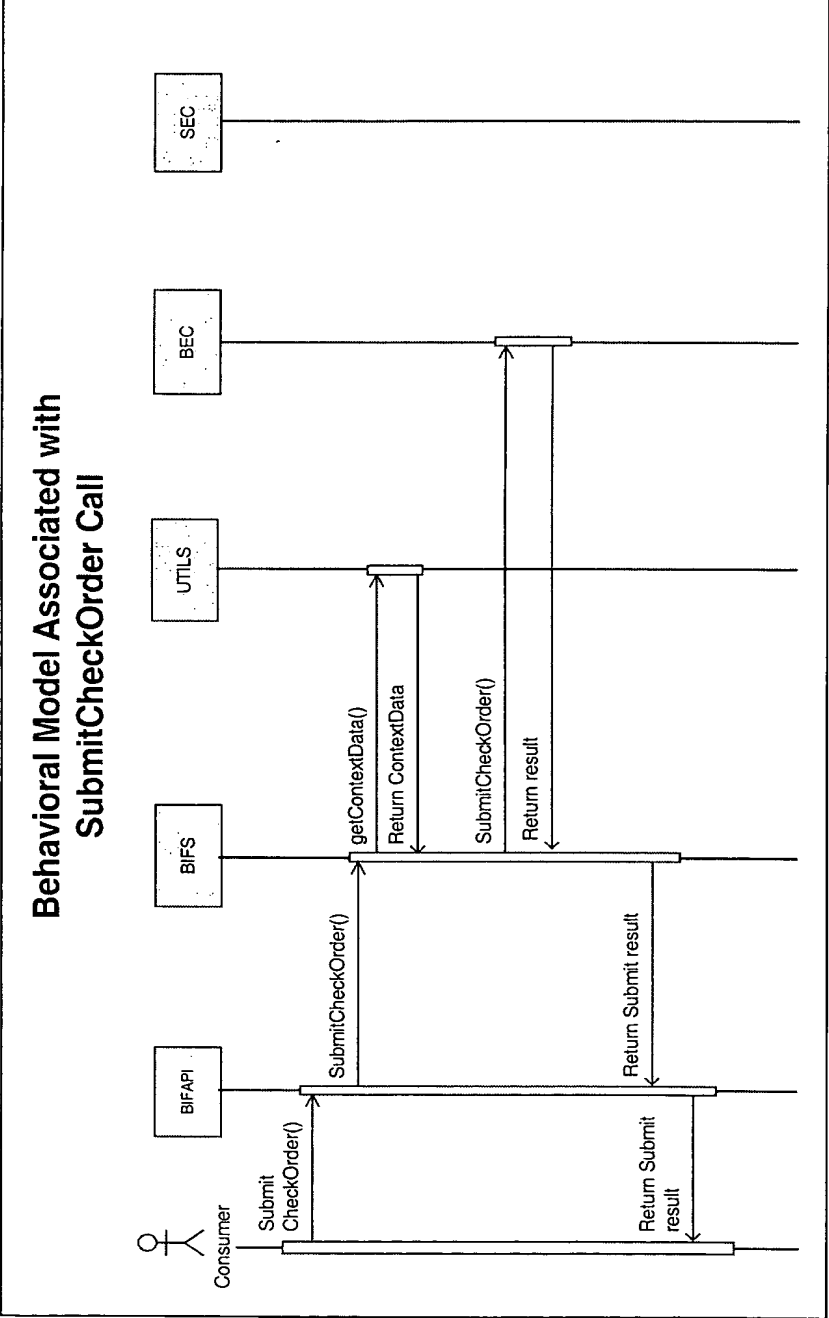 Behavioral Model Associated with
SubmitCheckOrder Call
Consumer
BIFAPI
BIFS
UTILS
BEC
SEC
Submit
CheckOrder()
SubmitCheckOrder()
getContextData()
Return ContextData
SubmitCheckOrder()
Return result
Return Submit result
Return Submit
result